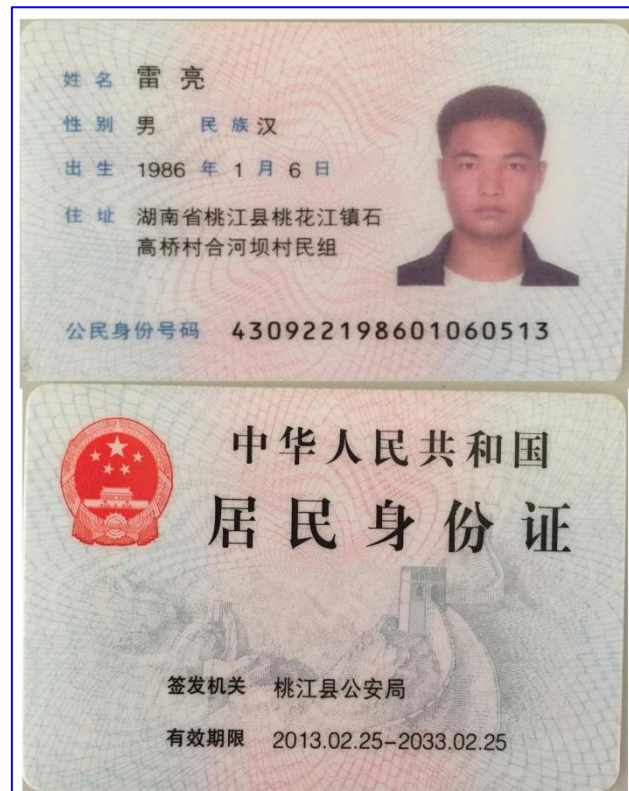 姓名 雷亮
性别 男 民族 汉
出生 1986 年 1 月 6 日
住址 湖南省桃江县桃花江镇石
高桥村合河坝村民组
公民身份号码 430922198601060513
中华人民共和国
居民身份证
签发机关 桃江县公安局
有效期限 2013.02.25-2033.02.25